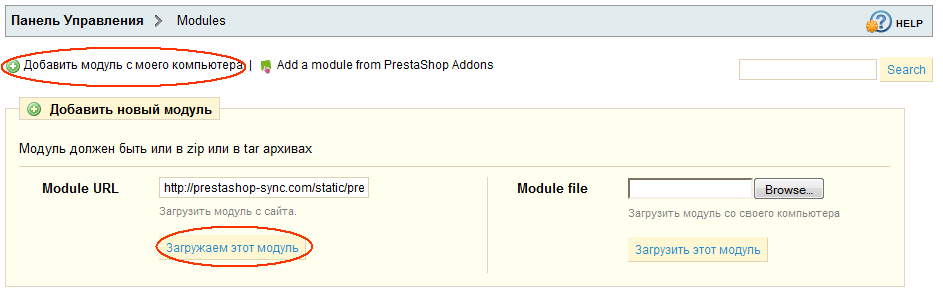 Панель Управления > Modules
HELP
Добавить модуль с моего компьютера | Add a module from PrestaShop Addons
Search
Добавить новый модуль
Модуль должен быть или в zip или в tar архивах
Module URL http://prestashop-sync.com/static/pre
Загрузить модуль с сайта.
Загружаем этот модуль
Module file Browse...
Загрузить модуль со своего компьютера
Загрузить этот модуль